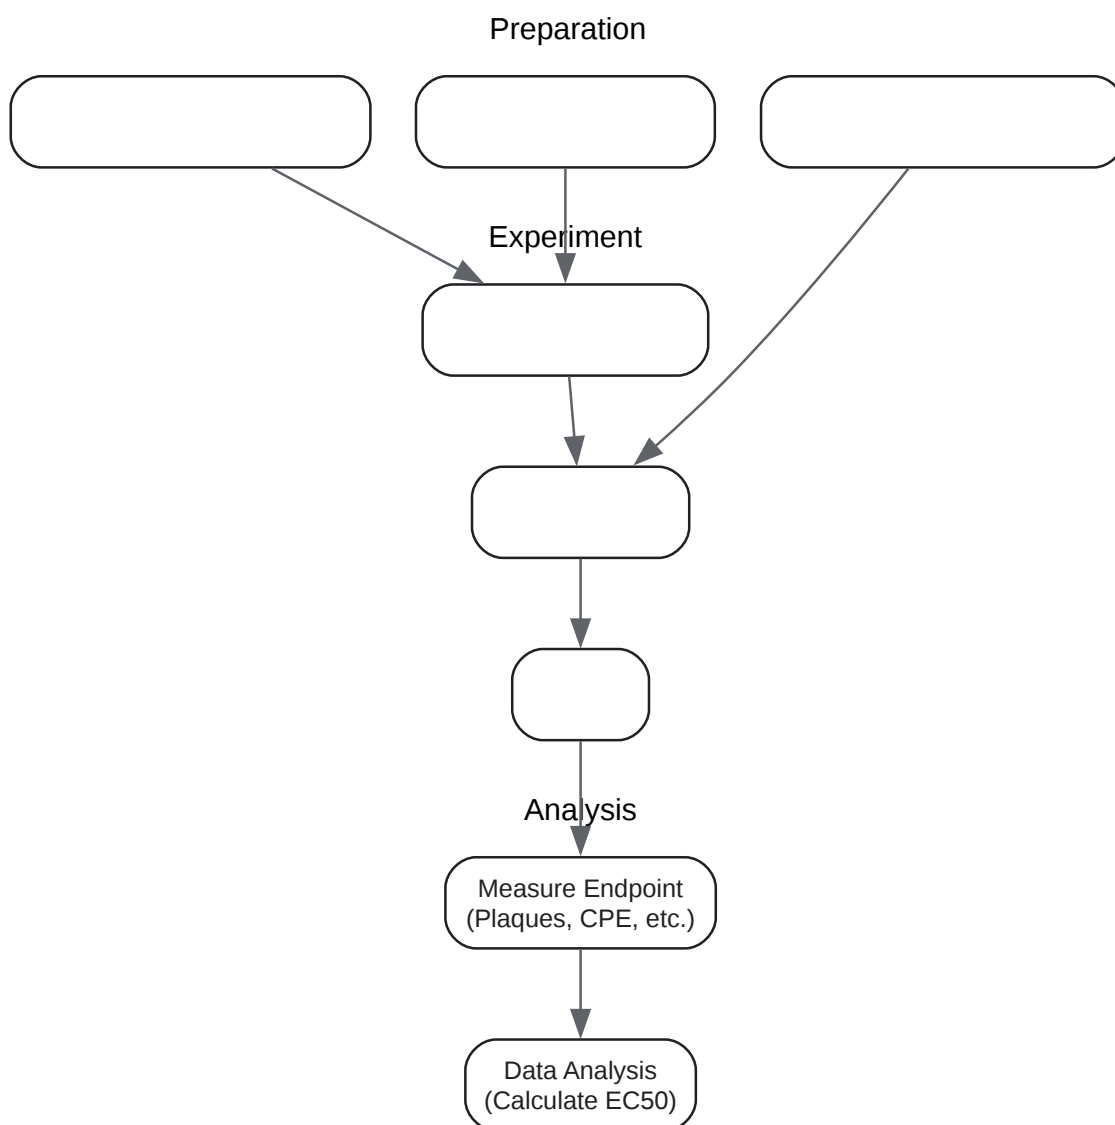 Preparation
Experiment
Analysis
Measure Endpoint
(Plaques, CPE, etc.)
Data Analysis
(Calculate EC50)